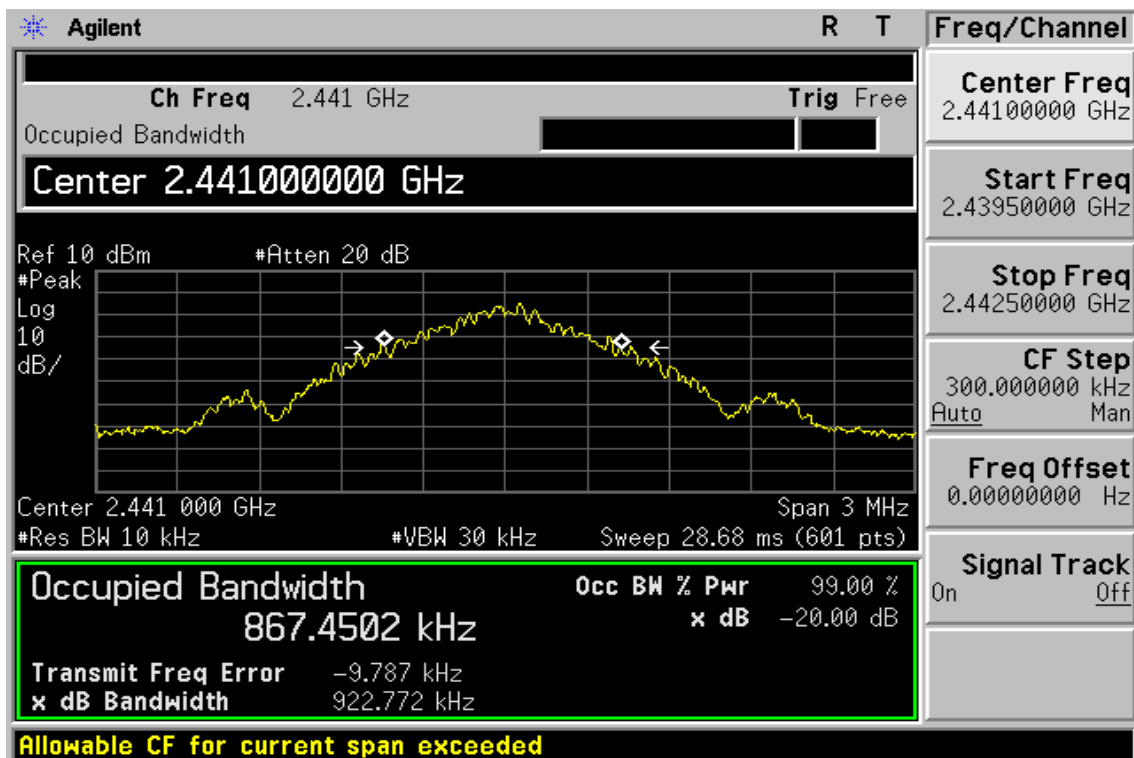 Agilent R T
Ch Freq 2.441 GHz Trig Free
Occupied Bandwidth
Center 2.441000000 GHz
Ref 10 dBm #Atten 20 dB
#Peak
Log
10
dB/
Center 2.441 000 GHz Span 3 MHz
#Res BW 10 kHz #VBW 30 kHz Sweep 28.68 ms (601 pts)
Occupied Bandwidth Occ BW % Pwr 99.00 %
867.4502 kHz x dB -20.00 dB
Transmit Freq Error -9.787 kHz
x dB Bandwidth 922.772 kHz
Allowable CF for current span exceeded
Freq/Channel
Center Freq
2.44100000 GHz
Start Freq
2.43950000 GHz
Stop Freq
2.44250000 GHz
CF Step
300.000000 kHz
Auto Man
Freq Offset
0.00000000 Hz
Signal Track
On Off